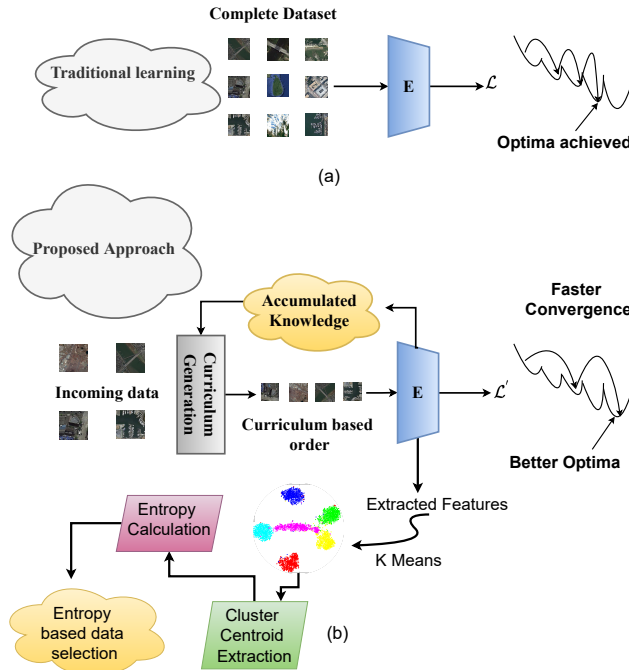 Complete Dataset
Traditional learning
E
ℒ
Optima achieved
(a)
Proposed Approach
Accumulated
Knowledge
Faster
Convergence
Incoming data
Curriculum
Generation
E
ℒ'
Curriculum based
order
Better Optima
Extracted Features
K Means
Entropy
Calculation
Entropy
based data
selection
Cluster
Centroid
Extraction
(b)